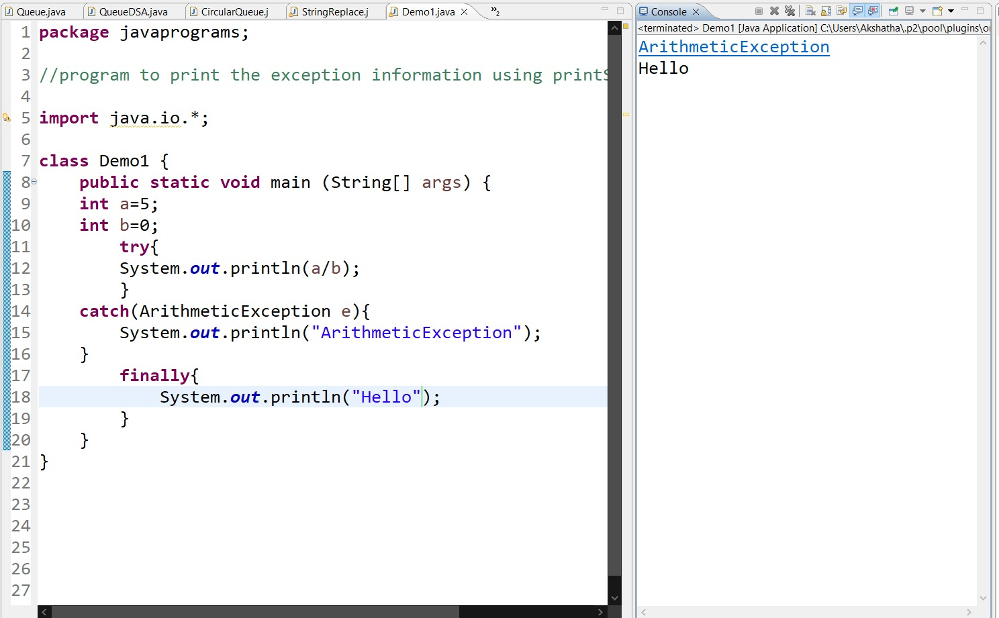 Queue.java QueueDSA.java CircularQueue.j StringReplace.j Demo1.java »2
1 package javaprograms;
2
3 //program to print the exception information using print
4
5 import java.io.*;
6
7 class Demo1 {
8 public static void main (String[] args) {
9 int a=5;
10 int b=0;
11 try{
12 System.out.println(a/b);
13 }
14 catch(ArithmeticException e){
15 System.out.println("ArithmeticException");
16 }
17 finally{
18 System.out.println("Hello");
19 }
20 }
21 }
22
23
24
25
26
27
Console
<terminated> Demo1 [Java Application] C:\Users\Akshatha\.p2\pool\plugins\o
ArithmeticException
Hello